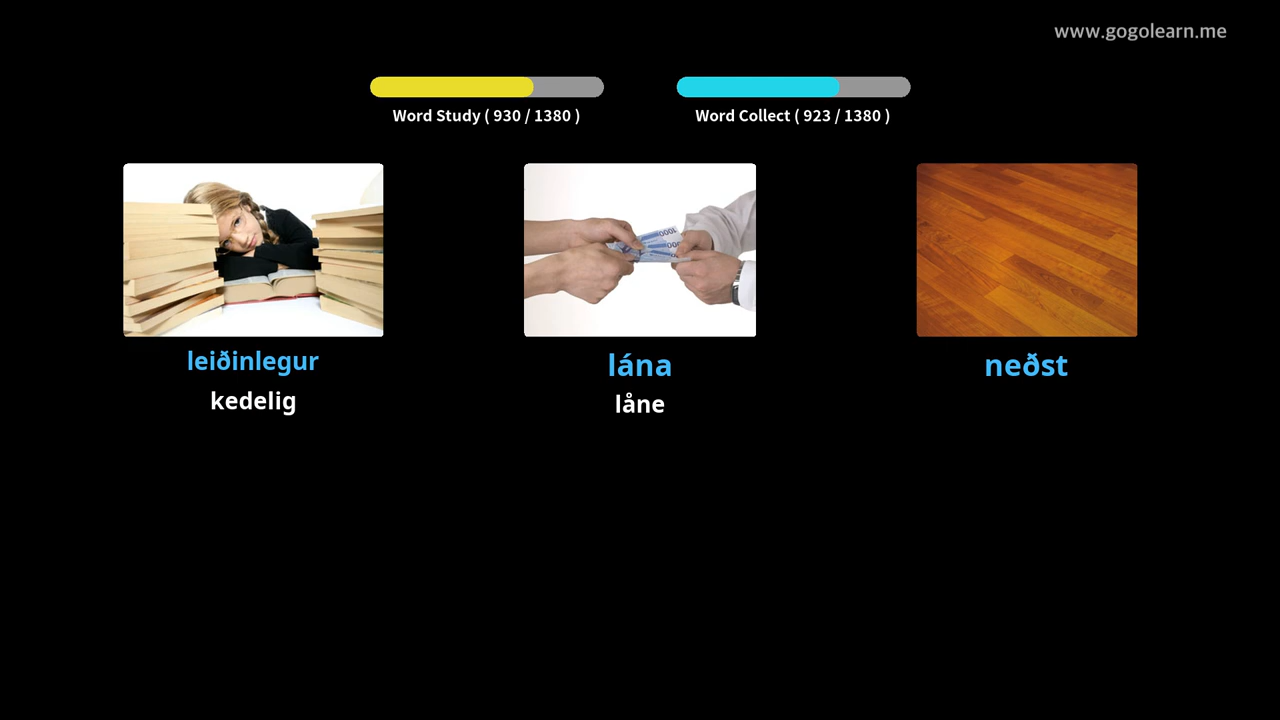 www.gogolearn.me
Word Study ( 930 / 1380 )
Word Collect ( 923 / 1380 )
leiðinlegur
kedelig
lána
låne
neðst